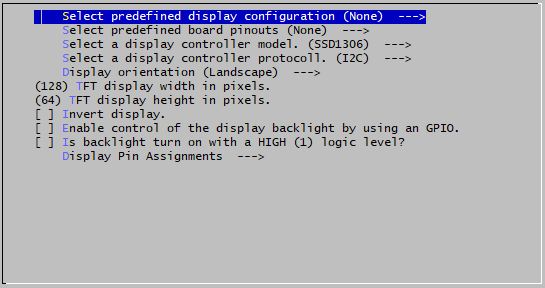 Select predefined display configuration (None)  --->
Select predefined board pinouts (None)  --->
Select a display controller model. (SSD1306)  --->
Select a display controller protocoll. (I2C)  --->
Display orientation (Landscape)  --->
(128) TFT display width in pixels.
(64) TFT display height in pixels.
[ ] Invert display.
[ ] Enable control of the display backlight by using an GPIO.
[ ] Is backlight turn on with a HIGH (1) logic level?
Display Pin Assignments  --->